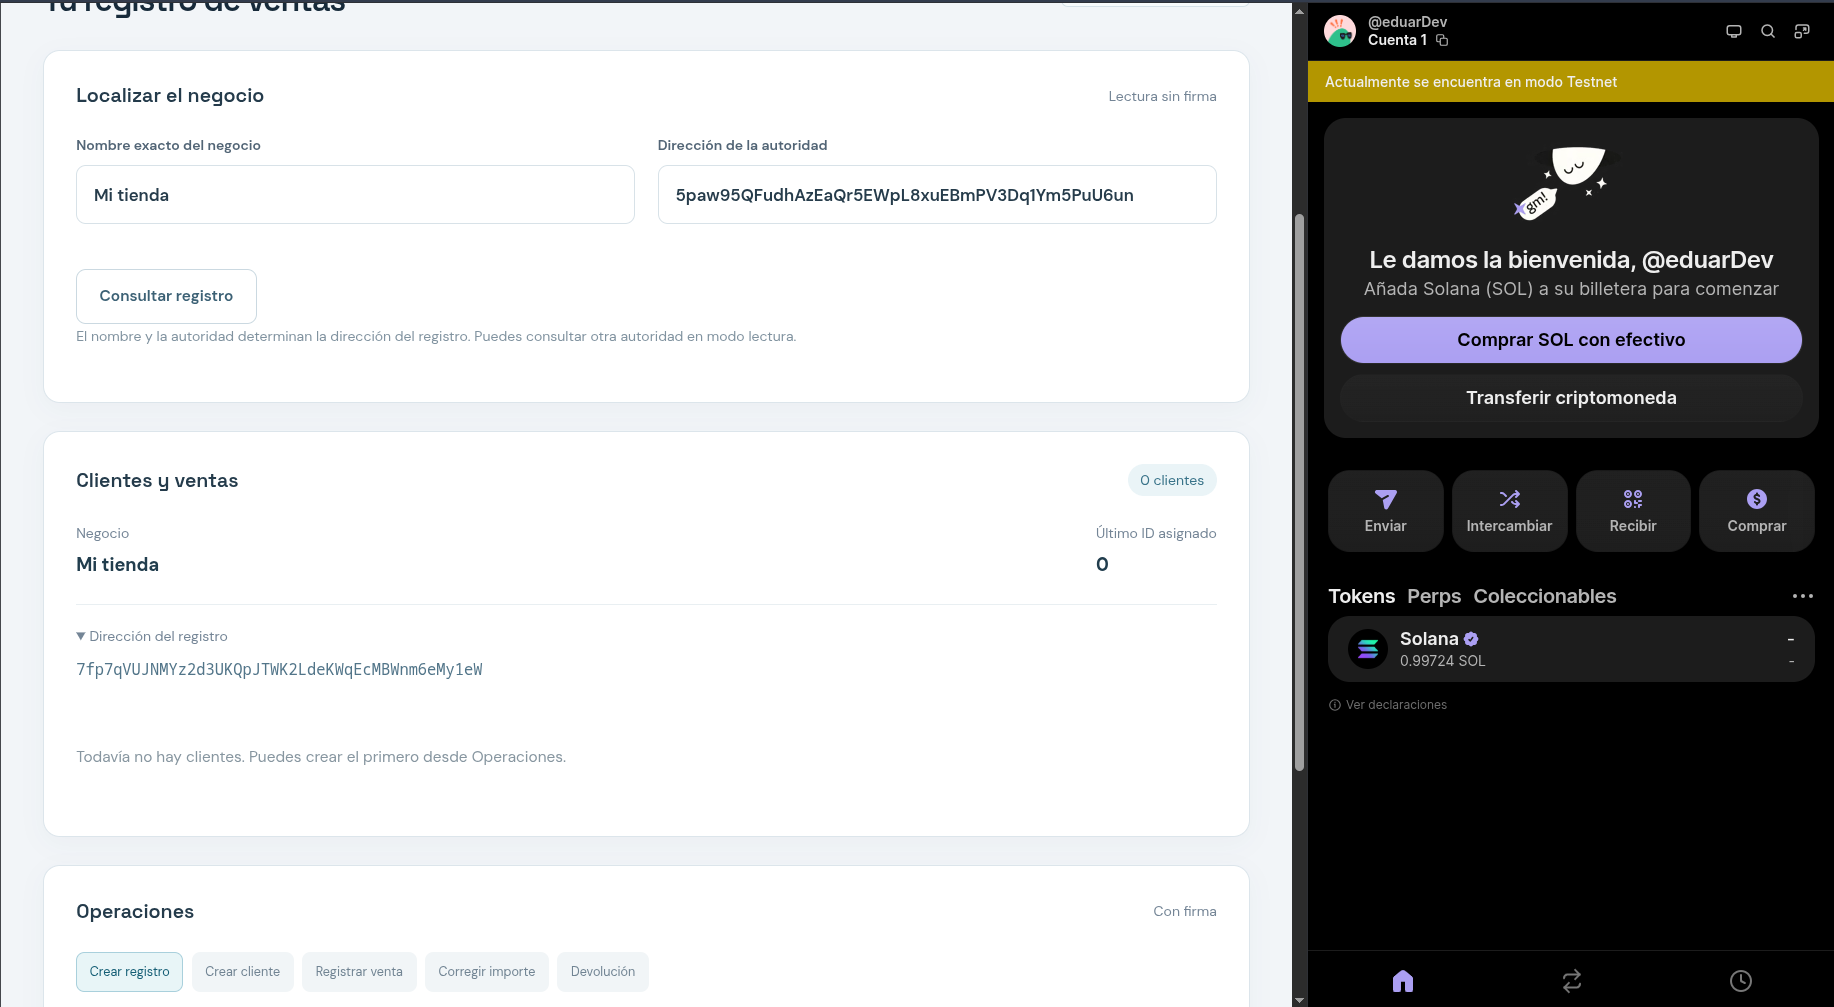 Tu registro de ventas
Localizar el negocio
Lectura sin firma
Nombre exacto del negocio
Dirección de la autoridad
Mi tienda
5paw95QFudhAzEaQr5EWpL8xuEBmPV3Dq1Ym5PuU6un
Consultar registro
El nombre y la autoridad determinan la dirección del registro. Puedes consultar otra autoridad en modo lectura.
Clientes y ventas
0 clientes
Negocio
Último ID asignado
Mi tienda
0
▼ Dirección del registro
7fp7qVUJNMYz2d3UKQpJTWK2LdeKWqEcMBWnm6eMy1eW
Todavía no hay clientes. Puedes crear el primero desde Operaciones.
Operaciones
Con firma
Crear registro
Crear cliente
Registrar venta
Corregir importe
Devolución
@eduarDev
Cuenta 1
Actualmente se encuentra en modo Testnet
gm!
Le damos la bienvenida, @eduarDev
Añada Solana (SOL) a su billetera para comenzar
Comprar SOL con efectivo
Transferir criptomoneda
Enviar
Intercambiar
Recibir
Comprar
Tokens Perps Coleccionables
Solana
-
0.99724 SOL
-
Ver declaraciones